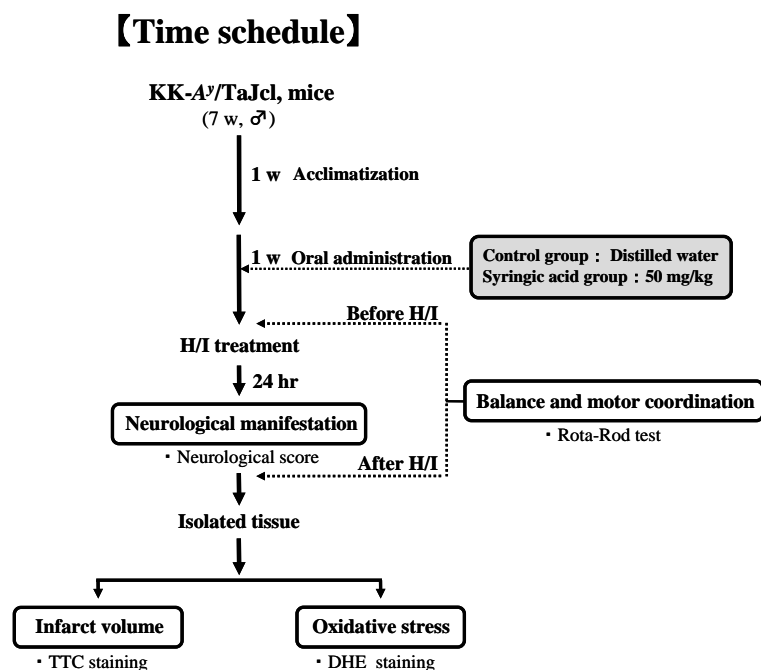 【Time schedule】
KK-Aʸ/TaJcl, mice
(7 w, ♂)
1 w Acclimatization
1 w Oral administration
Control group : Distilled water
Syringic acid group : 50 mg/kg
Before H/I
H/I treatment
24 hr
Neurological manifestation
・Neurological score
Balance and motor coordination
・Rota-Rod test
After H/I
Isolated tissue
Infarct volume
・TTC staining
Oxidative stress
・DHE staining